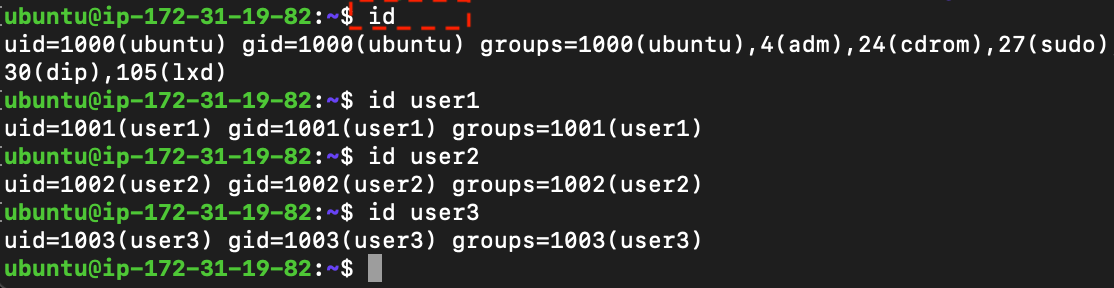 ubuntu@ip-172-31-19-82:~$ id
uid=1000(ubuntu) gid=1000(ubuntu) groups=1000(ubuntu),4(adm),24(cdrom),27(sudo)
30(dip),105(lxd)
[ubuntu@ip-172-31-19-82:~$ id user1
uid=1001(user1) gid=1001(user1) groups=1001(user1)
[ubuntu@ip-172-31-19-82:~$ id user2
uid=1002(user2) gid=1002(user2) groups=1002(user2)
[ubuntu@ip-172-31-19-82:~$ id user3
uid=1003(user3) gid=1003(user3) groups=1003(user3)
ubuntu@ip-172-31-19-82:~$